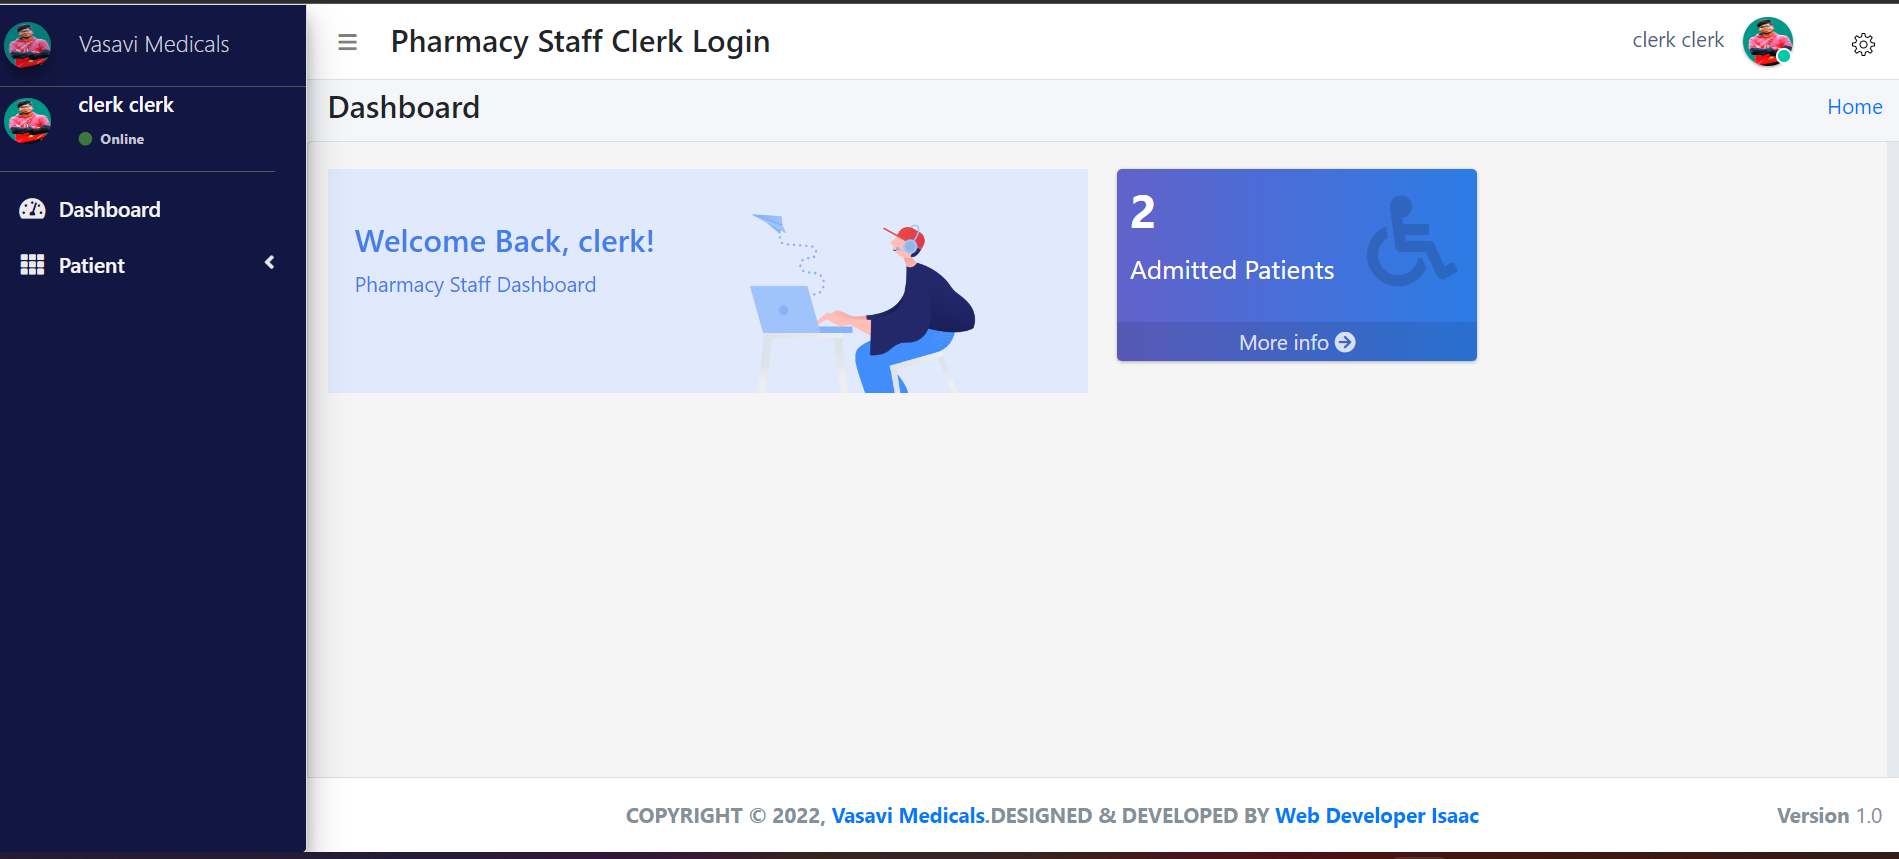 Vasavi Medicals
Pharmacy Staff Clerk Login
clerk clerk
clerk clerk
Online
Dashboard
Home
Dashboard
Patient
Welcome Back, clerk!
Pharmacy Staff Dashboard
2
Admitted Patients
More info
COPYRIGHT © 2022, Vasavi Medicals.DESIGNED & DEVELOPED BY Web Developer Isaac
Version 1.0